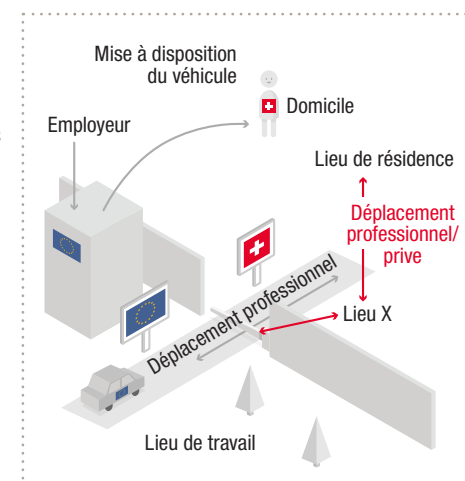 Mise à disposition
du véhicule
Domicile
Employeur
Lieu de résidence
Déplacement
professionnel/
prive
Déplacement professionnel
Lieu X
Lieu de travail